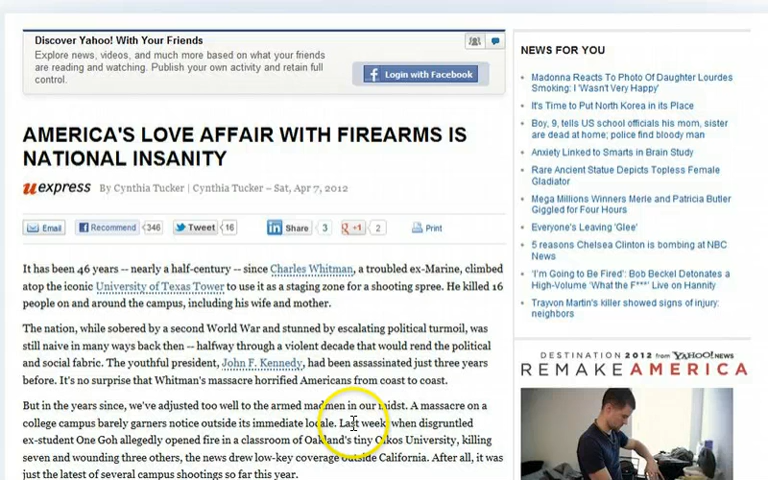 Discover Yahoo! With Your Friends
Explore news, videos, and much more based on what your friends
are reading and watching. Publish your own activity and retain full
control.
Login with Facebook
AMERICA'S LOVE AFFAIR WITH FIREARMS IS
NATIONAL INSANITY
uexpress By Cynthia Tucker | Cynthia Tucker – Sat, Apr 7, 2012
Email Recommend 346 Tweet 16 Share 3 +1 2 Print
It has been 46 years -- nearly a half-century -- since Charles Whitman, a troubled ex-Marine, climbed
atop the iconic University of Texas Tower to use it as a staging zone for a shooting spree. He killed 16
people on and around the campus, including his wife and mother.
The nation, while sobered by a second World War and stunned by escalating political turmoil, was
still naive in many ways back then -- halfway through a violent decade that would rend the political
and social fabric. The youthful president, John F. Kennedy, had been assassinated just three years
before. It's no surprise that Whitman's massacre horrified Americans from coast to coast.
But in the years since, we've adjusted too well to the armed madmen in our midst. A massacre on a
college campus barely garners notice outside its immediate locale. Last week, when disgruntled
ex-student One Goh allegedly opened fire in a classroom of Oakland's tiny Oikos University, killing
seven and wounding three others, the news drew low-key coverage outside California. After all, it was
just the latest of several campus shootings so far this year.
NEWS FOR YOU
Madonna Reacts To Photo Of Daughter Lourdes
Smoking: I 'Wasn't Very Happy'
It's Time to Put North Korea in its Place
Boy, 9, tells US school officials his mom, sister
are dead at home; police find bloody man
Anxiety Linked to Smarts in Brain Study
Rare Ancient Statue Depicts Topless Female
Gladiator
Mega Millions Winners Merle and Patricia Butler
Giggled for Four Hours
Everyone's Leaving 'Glee'
5 reasons Chelsea Clinton is bombing at NBC
News
'I'm Going to Be Fired': Bob Beckel Detonates a
High-Volume 'What the F***' Live on Hannity
Trayvon Martin's killer showed signs of injury:
neighbors
DESTINATION 2012 from YAHOO! NEWS
REMAKE AMERICA